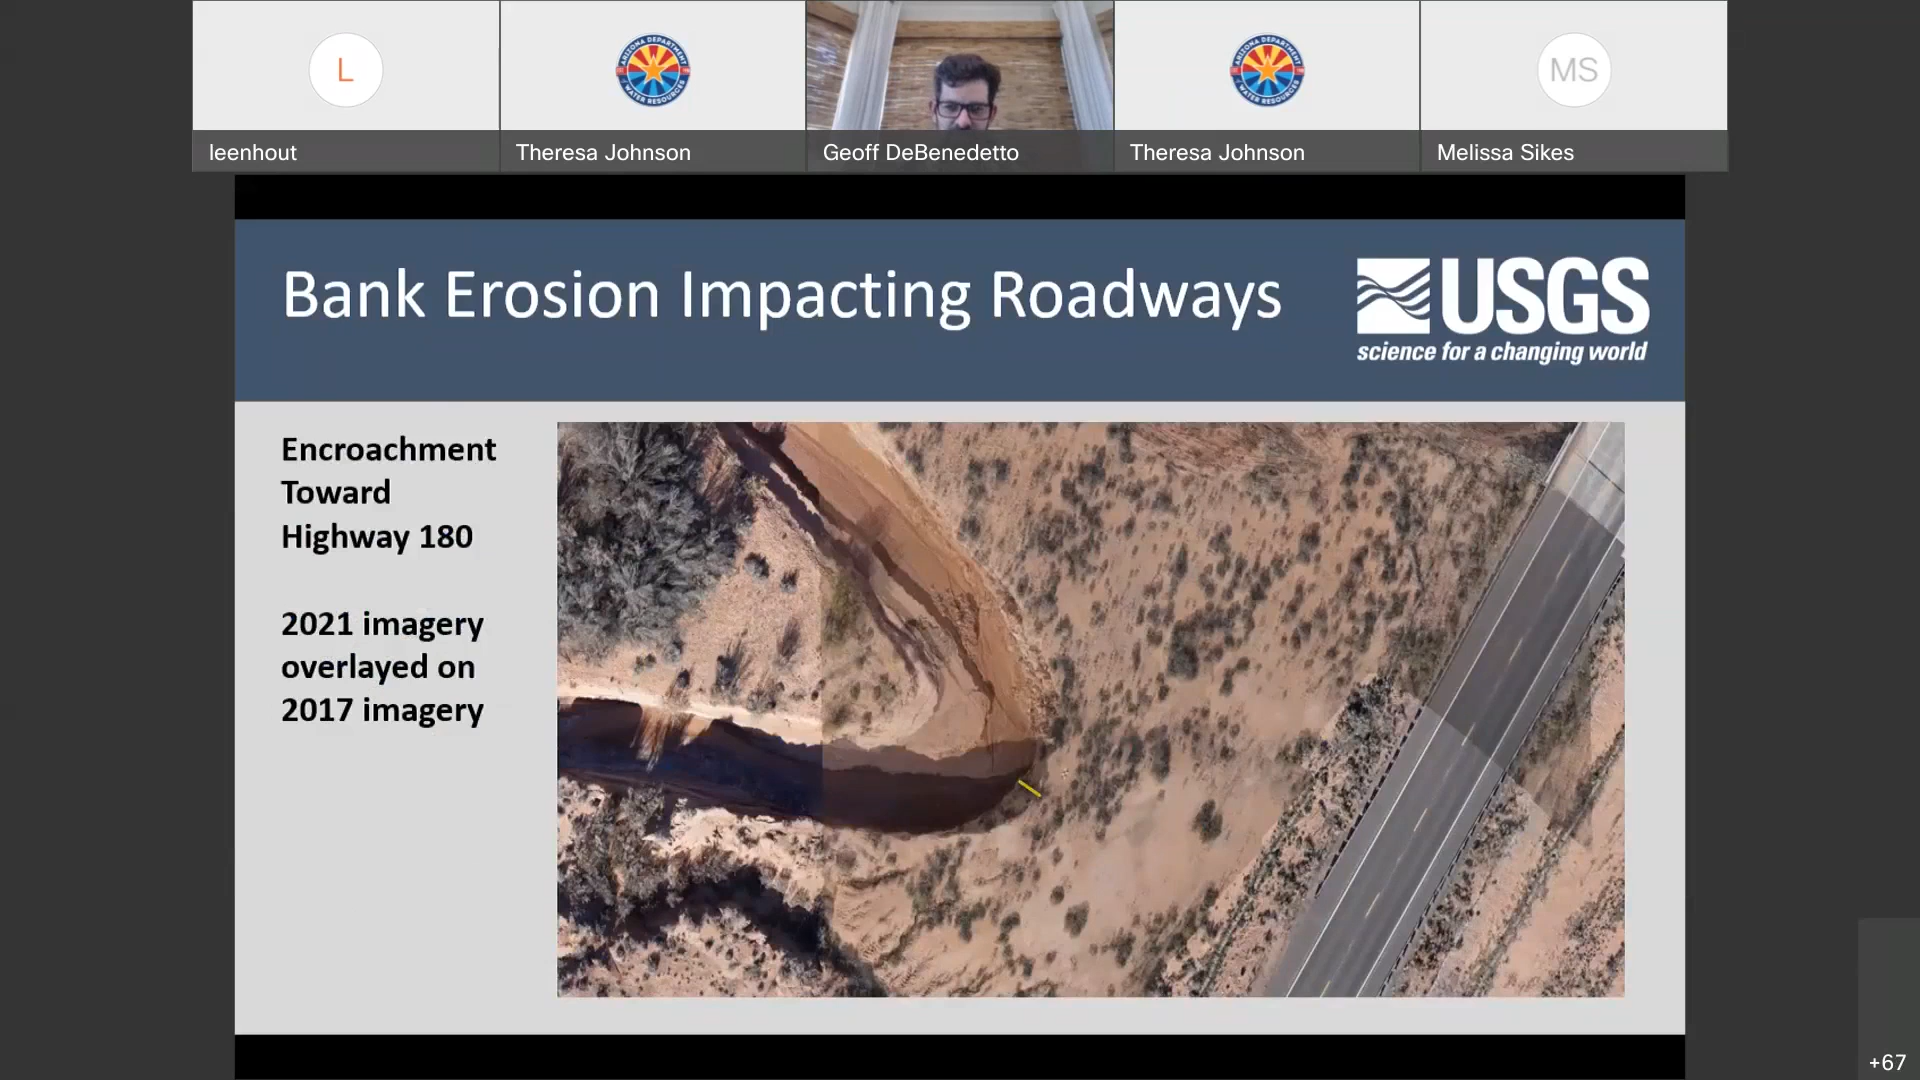 L
MS
leenhout
Theresa Johnson
Geoff DeBenedetto
Theresa Johnson
Melissa Sikes
Bank Erosion Impacting Roadways
USGS
science for a changing world
Encroachment
Toward
Highway 180
2021 imagery
overlayed on
2017 imagery
+67